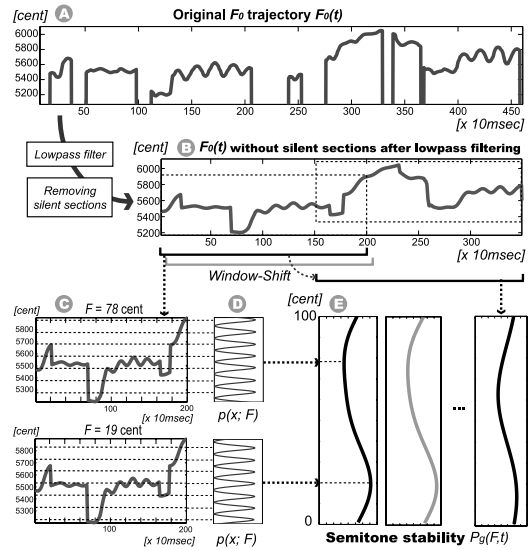 A Original F0 trajectory F0(t)
[cent]
6000
5800
5600
5400
5200
50 100 150 200 250 300 350 400 450
[x 10msec]
Lowpass filter
Removing silent sections
[cent] B F0(t) without silent sections after lowpass filtering
6000
5800
5600
5400
5200
50 100 150 200 250 300
[x 10msec]
Window-Shift
C D E [cent]
F = 78 cent
[cent]
5800
5700
5600
5500
5400
5300
100 200
[x 10msec]
p(x; F)
F = 19 cent
[cent]
5800
5700
5600
5500
5400
5300
100 200
[x 10msec]
p(x; F)
100
...
0
Semitone stability Pg(F,t)